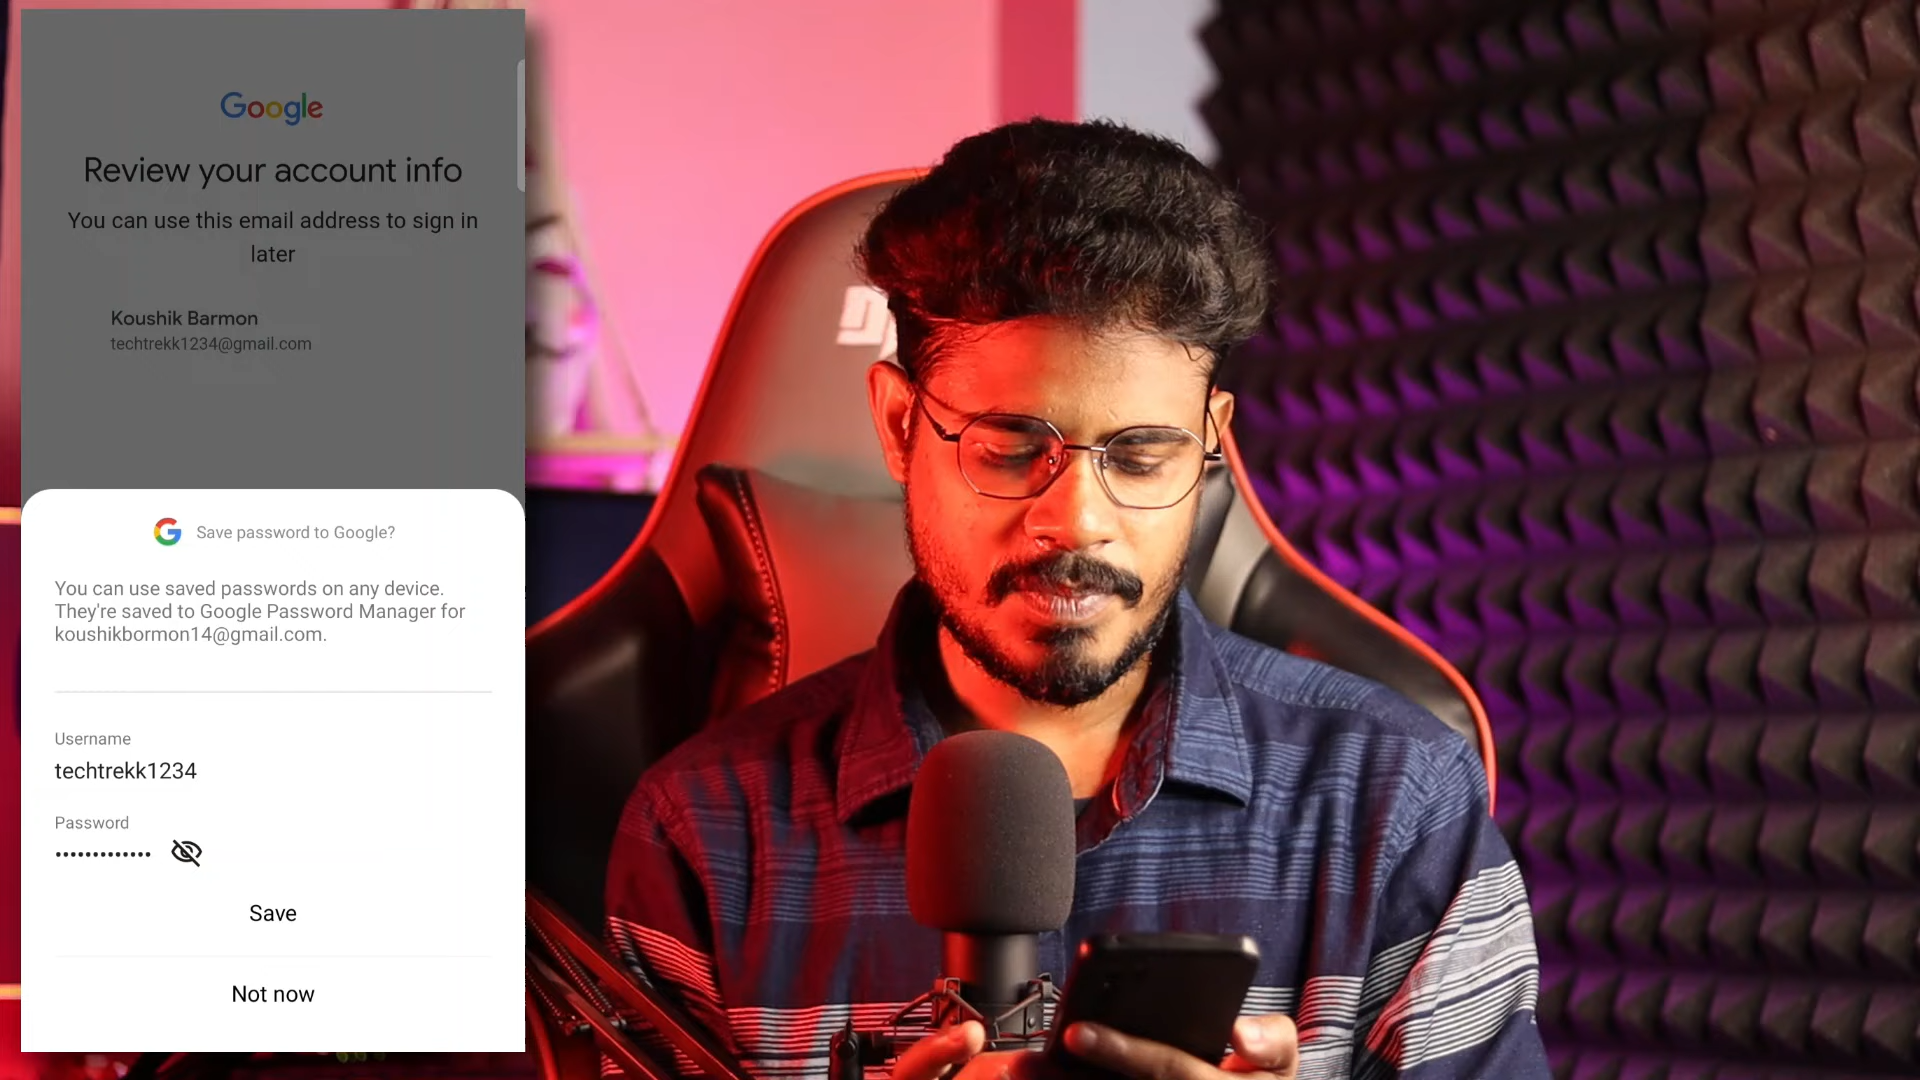 Google
Review your account info
You can use this email address to sign in
later
Koushik Barmon
techtrekk1234@gmail.com
Save password to Google?
You can use saved passwords on any device.
They're saved to Google Password Manager for
koushikbormon14@gmail.com.
Username
techtrekk1234
Password
•••••••••••••
Save
Not now